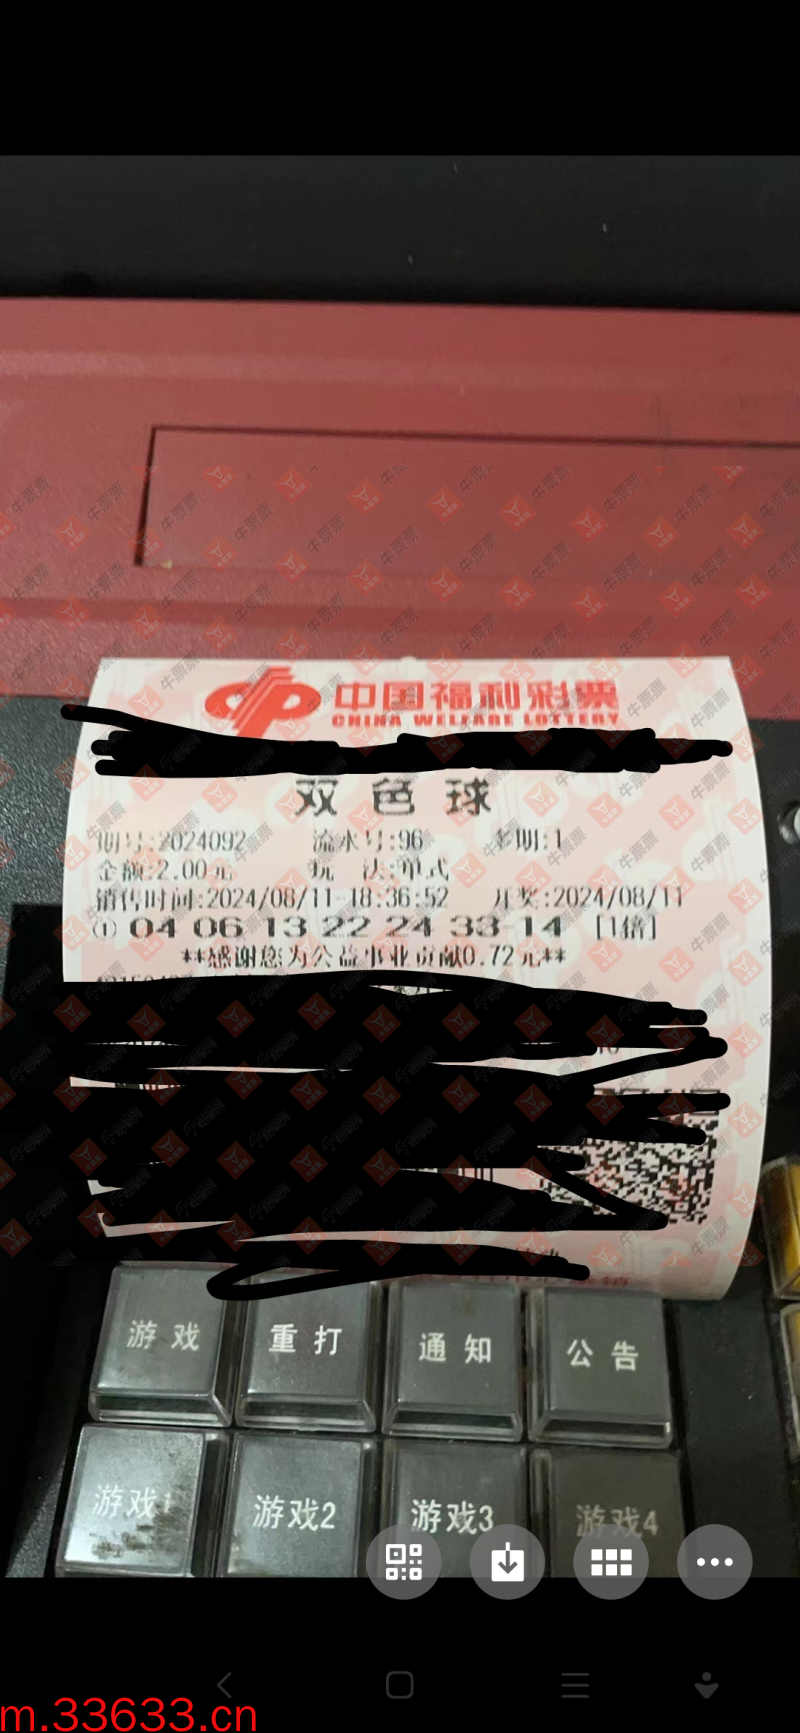 中国福利彩票
CHINA WELFARE LOTTERY
双色球
期号:2024092 流水号:96 多期:1
金额:2.00元 玩 法:单式
销售时间:2024/08/11-18:36:52 开奖:2024/08/11
① 04 06 13 22 24 33-14 [1倍]
**感谢您为公益事业贡献0.72元**
游戏 重打 通知 公告
游戏1 游戏2 游戏3 游戏4
牛票票
m.33633.cn